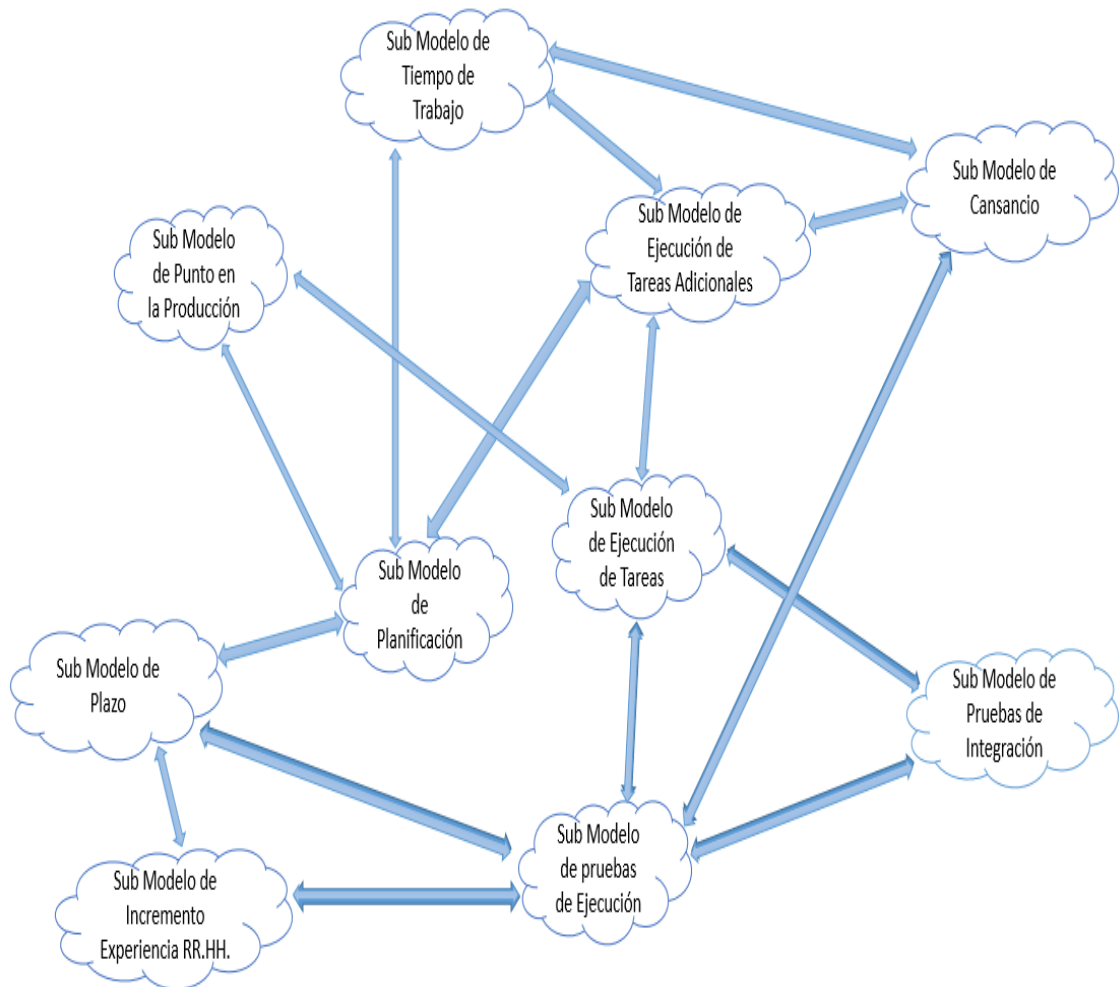 Sub Modelo de
Tiempo de
Trabajo
Sub Modelo de
Cansancio
Sub Modelo de
Ejecución de
Tareas Adicionales
Sub Modelo
de Punto en
la Producción
Sub Modelo
de Ejecución
de Tareas
Sub Modelo
de
Planificación
Sub Modelo de
Plazo
Sub Modelo de
Pruebas de
Integración
Sub Modelo
de pruebas
de Ejecución
Sub Modelo de
Incremento
Experiencia RR.HH.